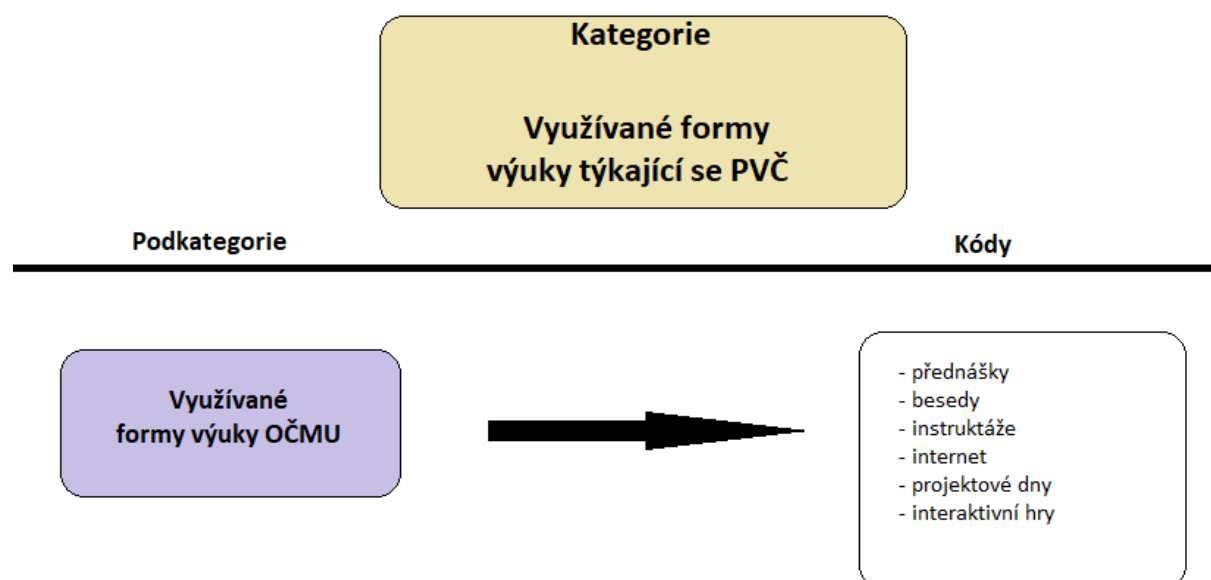 Kategorie
Využívané formy
výuky týkající se PVČ
Podkategorie
Kódy
Využívané
formy výuky OČMU
- přednášky
- besedy
- instruktáže
- internet
- projektové dny
- interaktivní hry